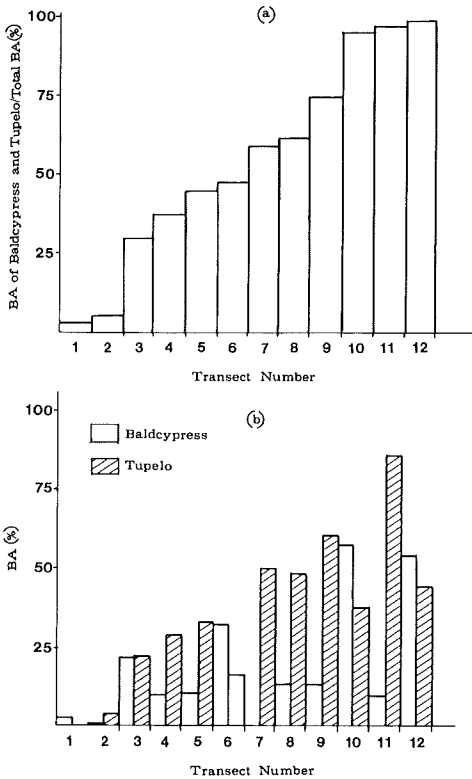 (a)
BA of Baldcypress and Tupelo/Total BA(%)
100
75
50
25
1 2 3 4 5 6 7 8 9 10 11 12
Transect Number
(b)
BA (%)
100
75
50
25
Baldcypress
Tupelo
1 2 3 4 5 6 7 8 9 10 11 12
Transect Number